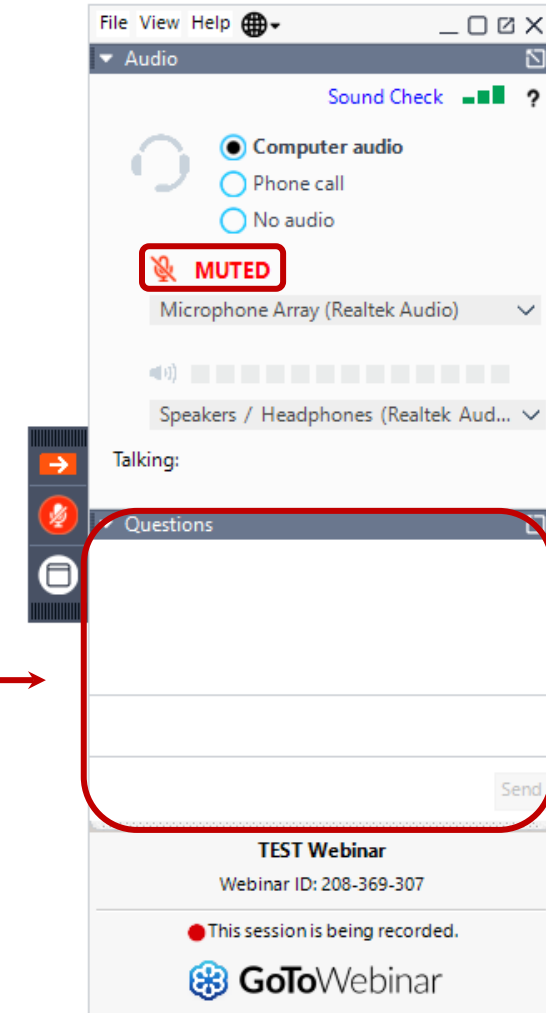 File View Help
Audio
Sound Check ?
Computer audio
Phone call
No audio
MUTED
Microphone Array (Realtek Audio)
Speakers / Headphones (Realtek Aud...
Talking:
Questions
Send
TEST Webinar
Webinar ID: 208-369-307
This session is being recorded.
GoToWebinar